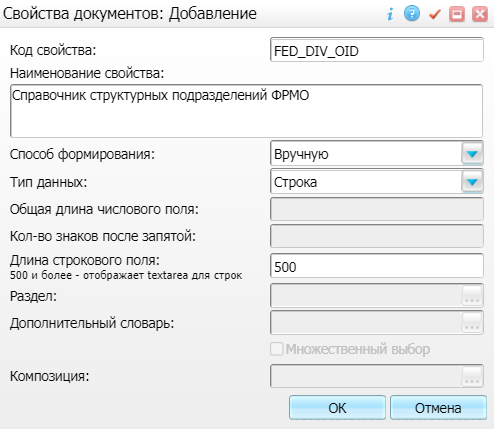 Свойства документов: Добавление
Код свойства: FED_DIV_OID
Наименование свойства:
Справочник структурных подразделений ФРМО
Способ формирования: Вручную
Тип данных: Строка
Общая длина числового поля:
Кол-во знаков после запятой:
Длина строкового поля: 500
500 и более - отображает textarea для строк
Раздел: ...
Дополнительный словарь: ...
Множественный выбор
Композиция: ...
OK Отмена